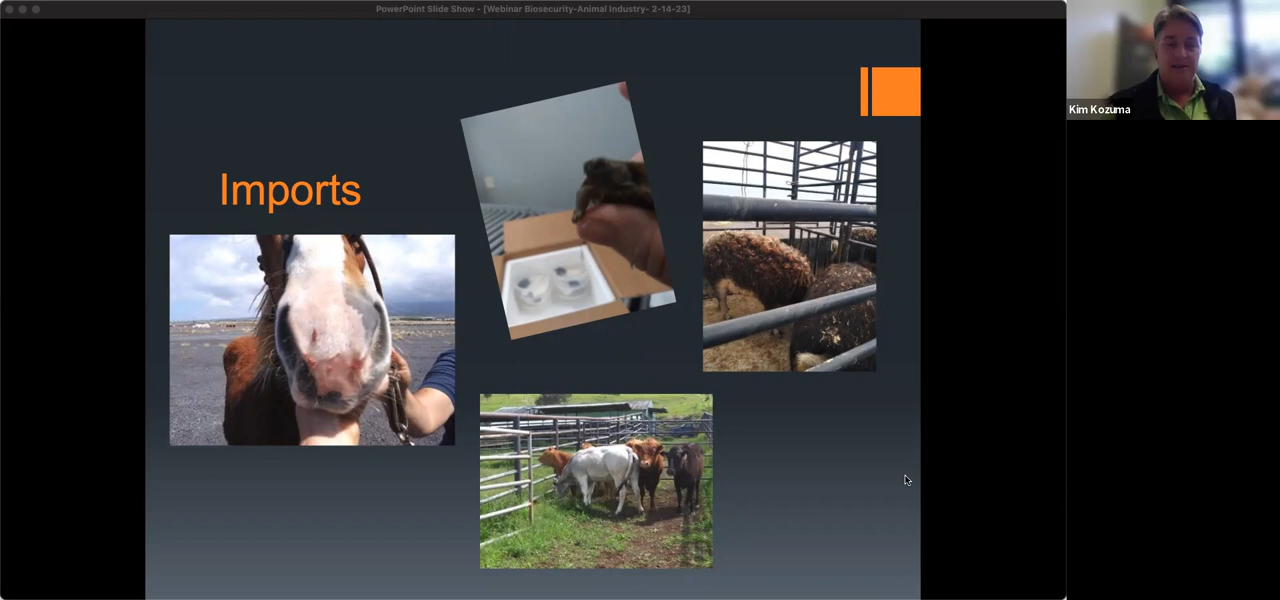 PowerPoint Slide Show - [Webinar Biosecurity-Animal Industry- 2-14-23]
Imports
Kim Kozuma